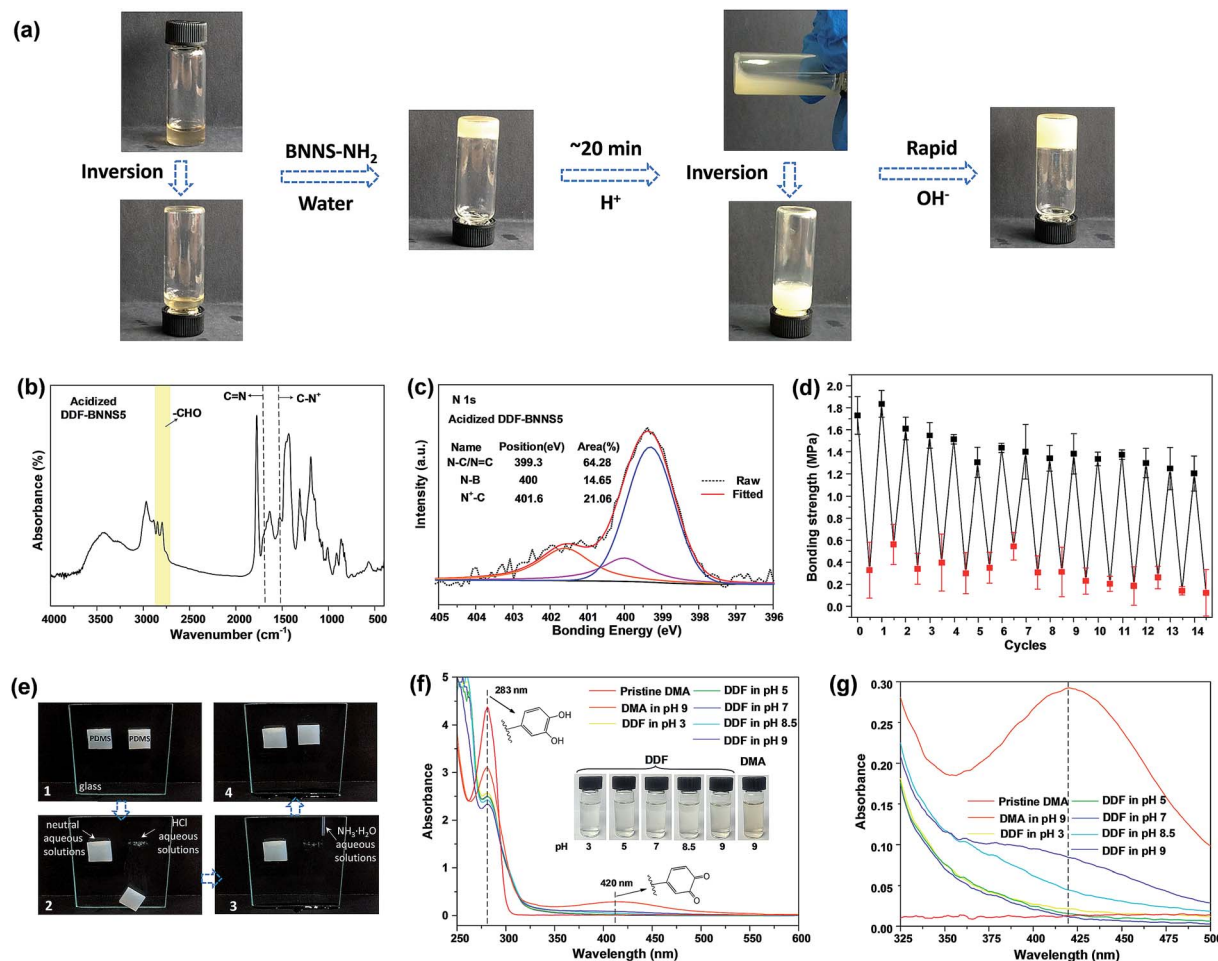 (a)
Inversion
BNNS-NH₂
Water
~20 min
H⁺
Inversion
Rapid
OH⁻
(b)
Acidized
DDF-BNNS5
C=N
C-N⁺
-CHO
Absorbance (%)
4000 3500 3000 2500 2000 1500 1000 500
Wavenumber (cm⁻¹)
(c)
N 1s
Acidized DDF-BNNS5
Name Position(eV) Area(%)
N-C/N=C 399.3 64.28
N-B 400 14.65
N⁺-C 401.6 21.06
Raw
Fitted
Intensity (a.u.)
405 404 403 402 401 400 399 398 397 396
Bonding Energy (eV)
(d)
Bonding strength (MPa)
2.0
1.8
1.6
1.4
1.2
1.0
0.8
0.6
0.4
0.2
0.0
0 1 2 3 4 5 6 7 8 9 10 11 12 13 14
Cycles
(e)
PDMS PDMS
glass
1
4
neutral
aqueous
solutions
HCl
aqueous
solutions
2
NH₃·H₂O
aqueous
solutions
3
(f)
Absorbance
5
4
3
2
1
0
283 nm
OH
OH
Pristine DMA
DMA in pH 9
DDF in pH 3
DDF in pH 5
DDF in pH 7
DDF in pH 8.5
DDF in pH 9
DDF DMA
pH 3 5 7 8.5 9 9
420 nm
O
O
250 300 350 400 450 500 550 600
Wavelength (nm)
(g)
Absorbance
0.30
0.25
0.20
0.15
0.10
0.05
0.00
Pristine DMA
DMA in pH 9
DDF in pH 3
DDF in pH 5
DDF in pH 7
DDF in pH 8.5
DDF in pH 9
325 350 375 400 425 450 475 500
Wavelength (nm)